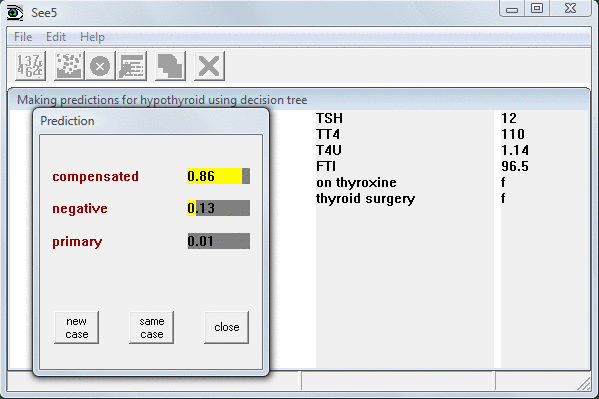 See5
File Edit Help
Making predictions for hypothyroid using decision tree
Prediction
compensated 0.86
negative 0.13
primary 0.01
new case
same case
close
TSH 12
TT4 110
T4U 1.14
FTI 96.5
on thyroxine f
thyroid surgery f